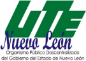 UTE
Nuevo León
Organismo Público Descentralizado
del Gobierno del Estado de Nuevo León